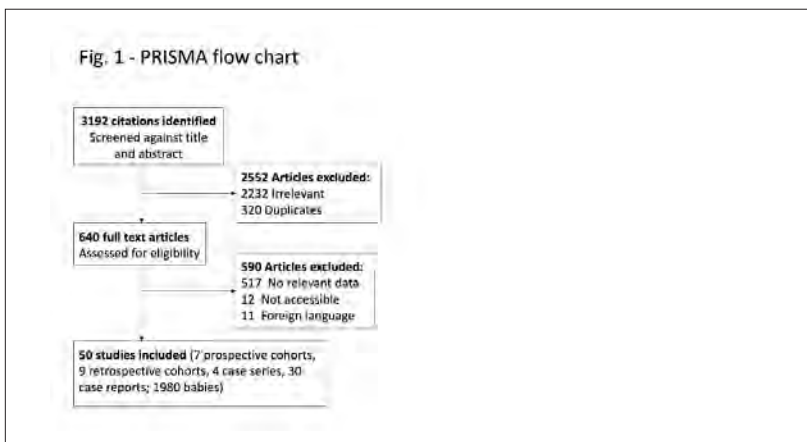 Fig. 1 - PRISMA flow chart
3192 citations identified
Screened against title
and abstract
2552 Articles excluded:
2232 Irrelevant
320 Duplicates
640 full text articles
Assessed for eligibility
590 Articles excluded:
517 No relevant data
12 Not accessible
11 Foreign language
50 studies included (7 prospective cohorts,
9 retrospective cohorts, 4 case series, 30
case reports; 1980 babies)